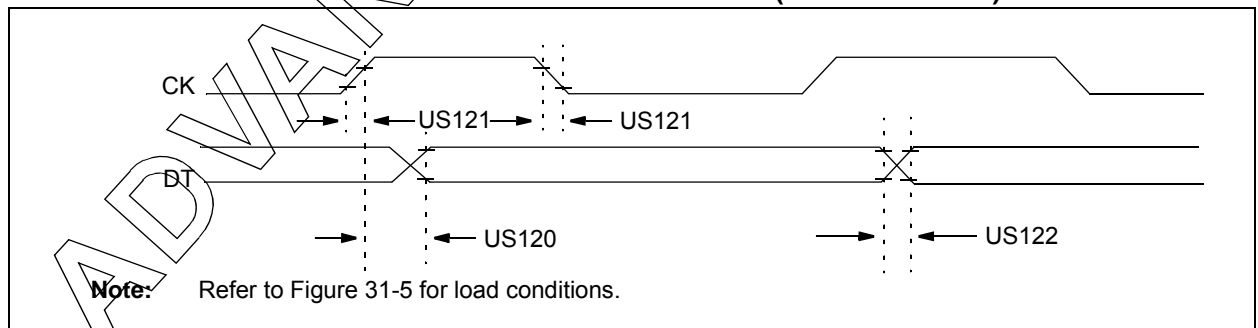 CK
US121
US121
DT
US120
US122
Note: Refer to Figure 31-5 for load conditions.